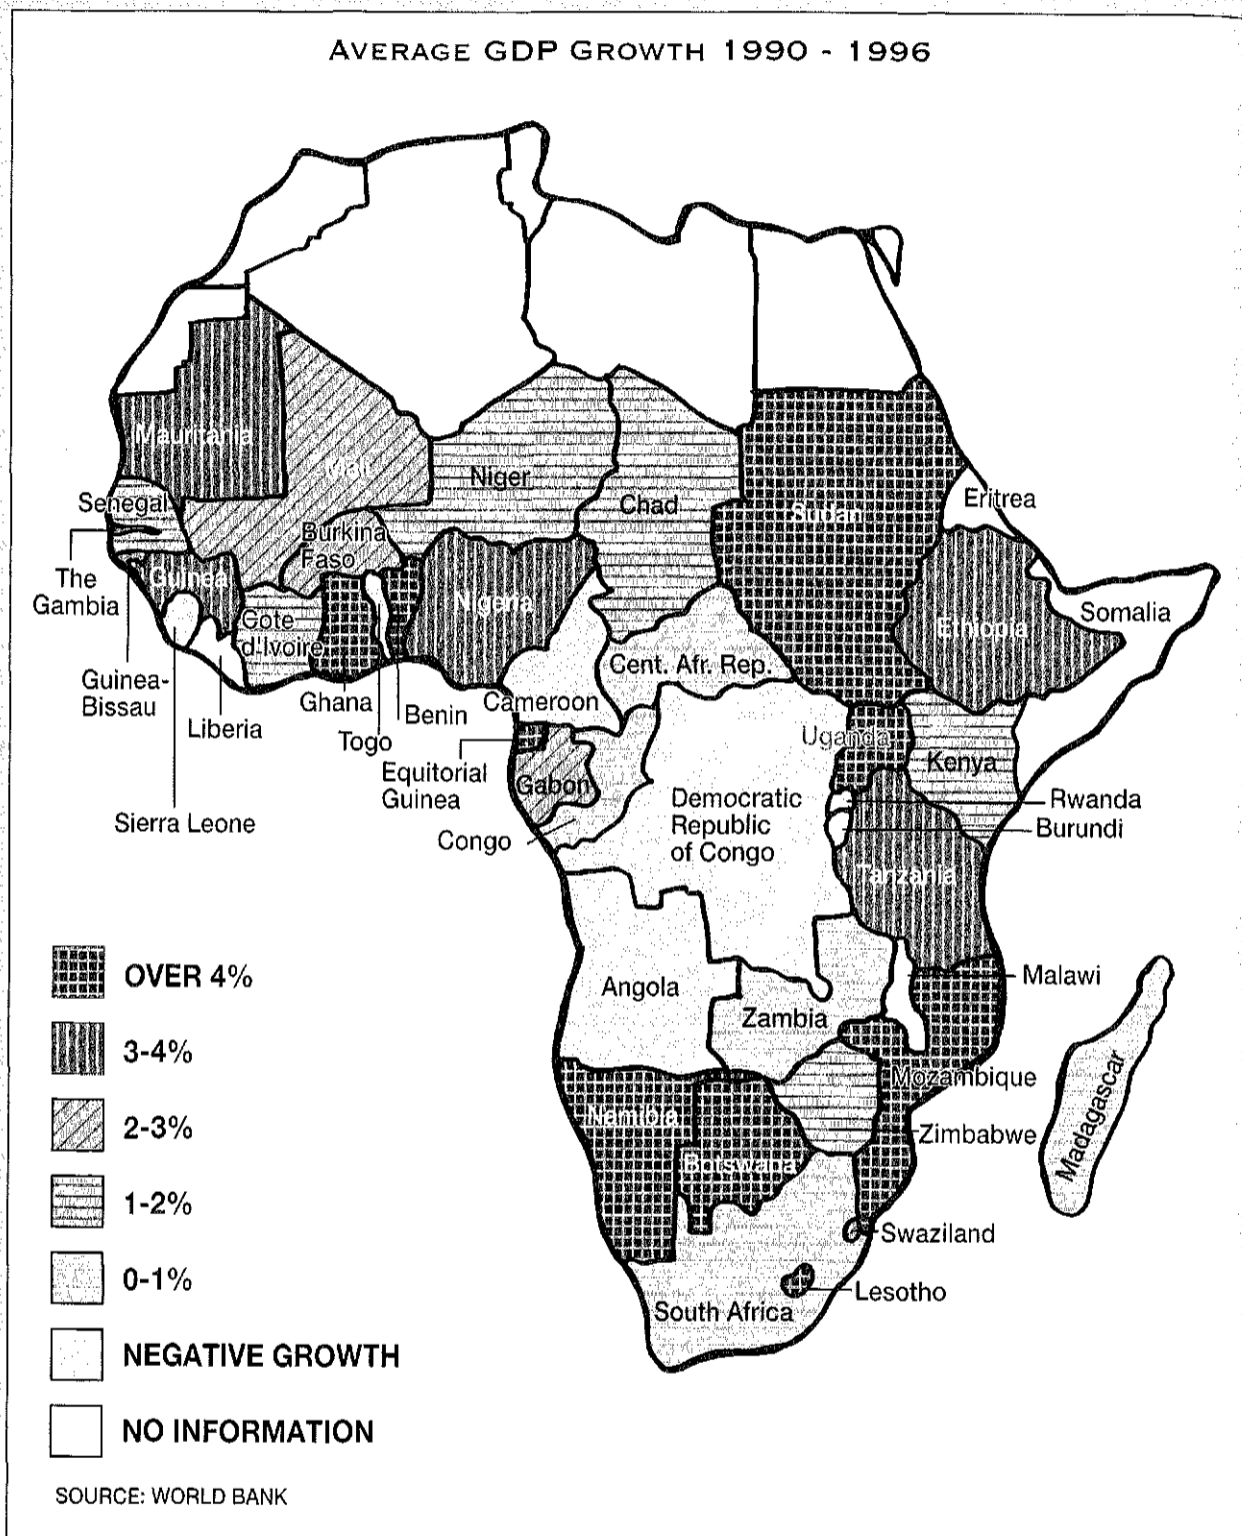 AVERAGE GDP GROWTH 1990 - 1996
Mauritania
Mali
Niger
Chad
Sudan
Eritrea
Senegal
Burkina
Faso
The
Gambia
Guinea
Nigeria
Ethiopia
Somalia
Cote
d'Ivoire
Cent. Afr. Rep.
Guinea-
Bissau
Liberia
Ghana
Togo
Benin
Cameroon
Uganda
Kenya
Equitorial
Guinea
Gabon
Sierra Leone
Congo
Democratic
Republic
of Congo
Rwanda
Burundi
Tanzania
Angola
Zambia
Malawi
Mozambique
Zimbabwe
Madagascar
Namibia
Botswana
Swaziland
Lesotho
South Africa
OVER 4%
3-4%
2-3%
1-2%
0-1%
NEGATIVE GROWTH
NO INFORMATION
SOURCE: WORLD BANK